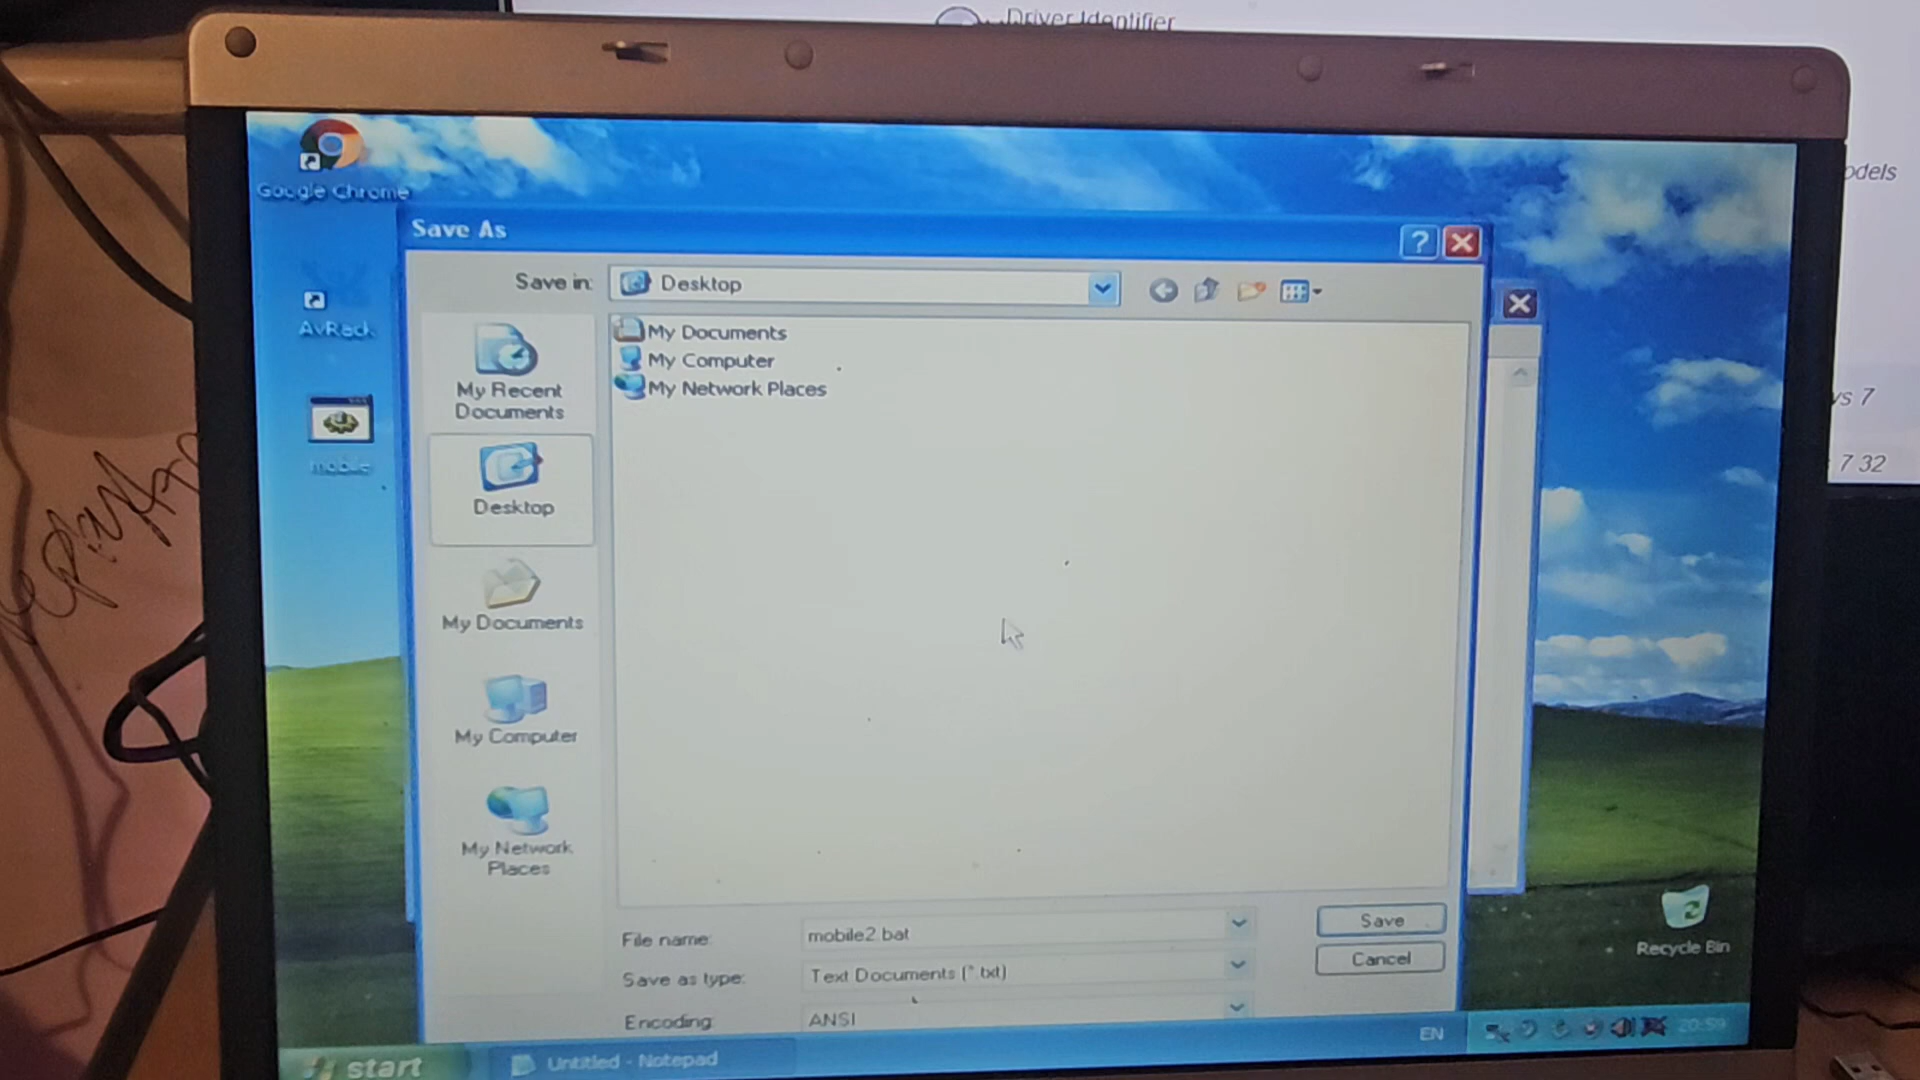 Driver Identifier
odels
Google Chrome
Save As
Save in:
Desktop
AvRack
My Documents
My Computer
My Network Places
My Recent
Documents
s 7
mobile
7 32
Desktop
My Documents
My Computer
My Network
Places
File name:
mobile2.bat
Save
Save as type:
Text Documents (*.txt)
Cancel
Encoding:
ANSI
Recycle Bin
start
Untitled - Notepad
EN
20:59